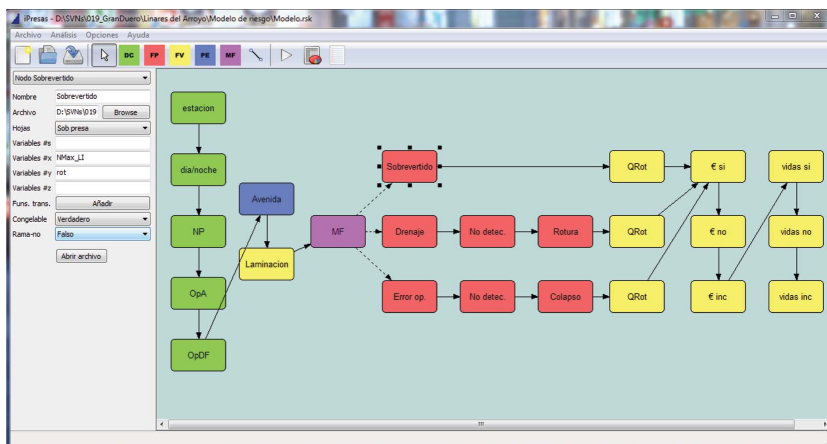 iPresas - D:\SVNs\019_GranDuero\Linares del Arroyo\Modelo de riesgo\Modelo.rsk
Archivo Análisis Opciones Ayuda
DC FP FV PE MF
Nodo Sobrevertido
Nombre Sobrevertido
Archivo D:\SVNs\019 Browse
Hojas Sob presa
Variables #s
Variables #x NMax_LI
Variables #y rot
Variables #z
Funs. trans. Añadir
Congelable Verdadero
Rama-no Falso
Abrir archivo
estacion
dia/noche
NP
OpA
OpDF
Avenida
Laminacion
MF
Sobrevertido QRot € si vidas si
Drenaje No detec. Rotura QRot € no vidas no
Error op. No detec. Colapso QRot € inc vidas inc